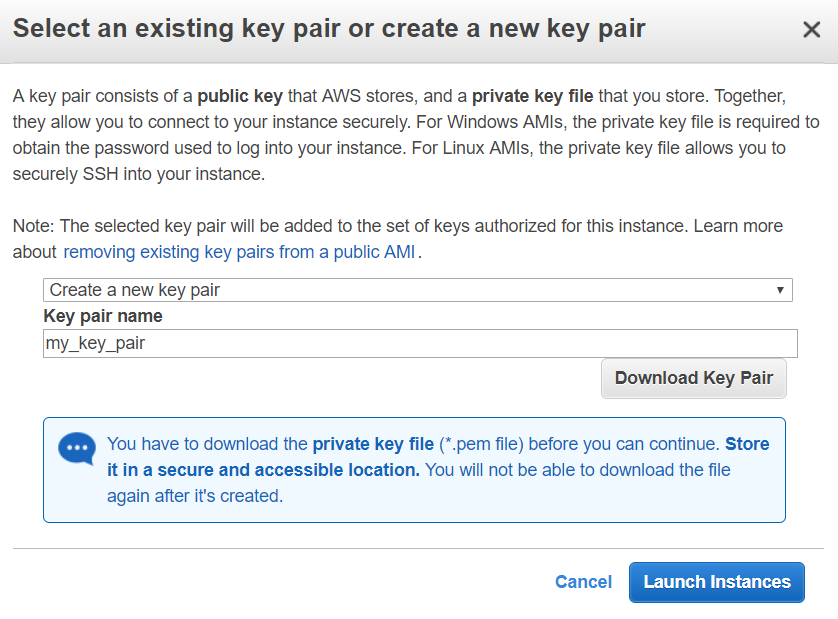 Select an existing key pair or create a new key pair
A key pair consists of a public key that AWS stores, and a private key file that you store. Together,
they allow you to connect to your instance securely. For Windows AMIs, the private key file is required to
obtain the password used to log into your instance. For Linux AMIs, the private key file allows you to
securely SSH into your instance.
Note: The selected key pair will be added to the set of keys authorized for this instance. Learn more
about removing existing key pairs from a public AMI.
Create a new key pair
Key pair name
my_key_pair
Download Key Pair
You have to download the private key file (*.pem file) before you can continue. Store
it in a secure and accessible location. You will not be able to download the file
again after it's created.
Cancel
Launch Instances